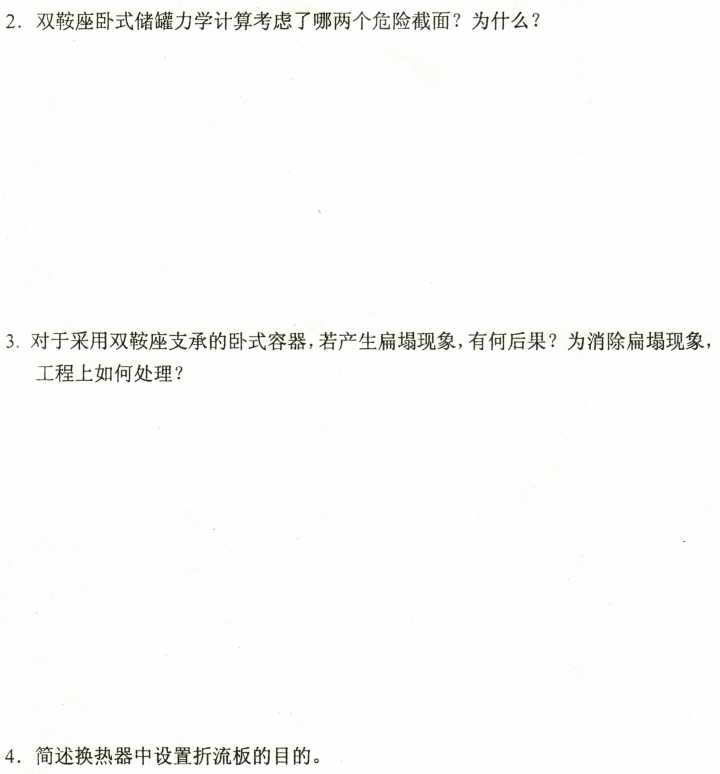 2. 双鞍座卧式储罐力学计算考虑了哪两个危险截面？为什么？
3. 对于采用双鞍座支承的卧式容器，若产生扁塌现象，有何后果？为消除扁塌现象，
工程上如何处理？
4. 简述换热器中设置折流板的目的。